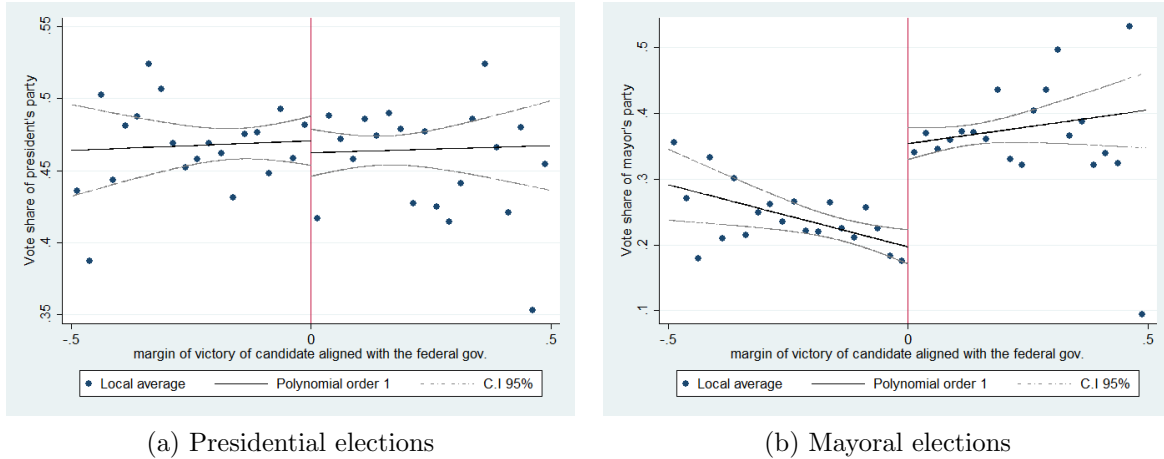 Vote share of president's party
.55
.5
.45
.4
.35
-.5
0
.5
margin of victory of candidate aligned with the federal gov.
Local average
Polynomial order 1
C.I 95%
(a) Presidential elections
Vote share of mayor's party
.5
.4
.3
.2
.1
-.5
0
.5
margin of victory of candidate aligned with the federal gov.
Local average
Polynomial order 1
C.I 95%
(b) Mayoral elections